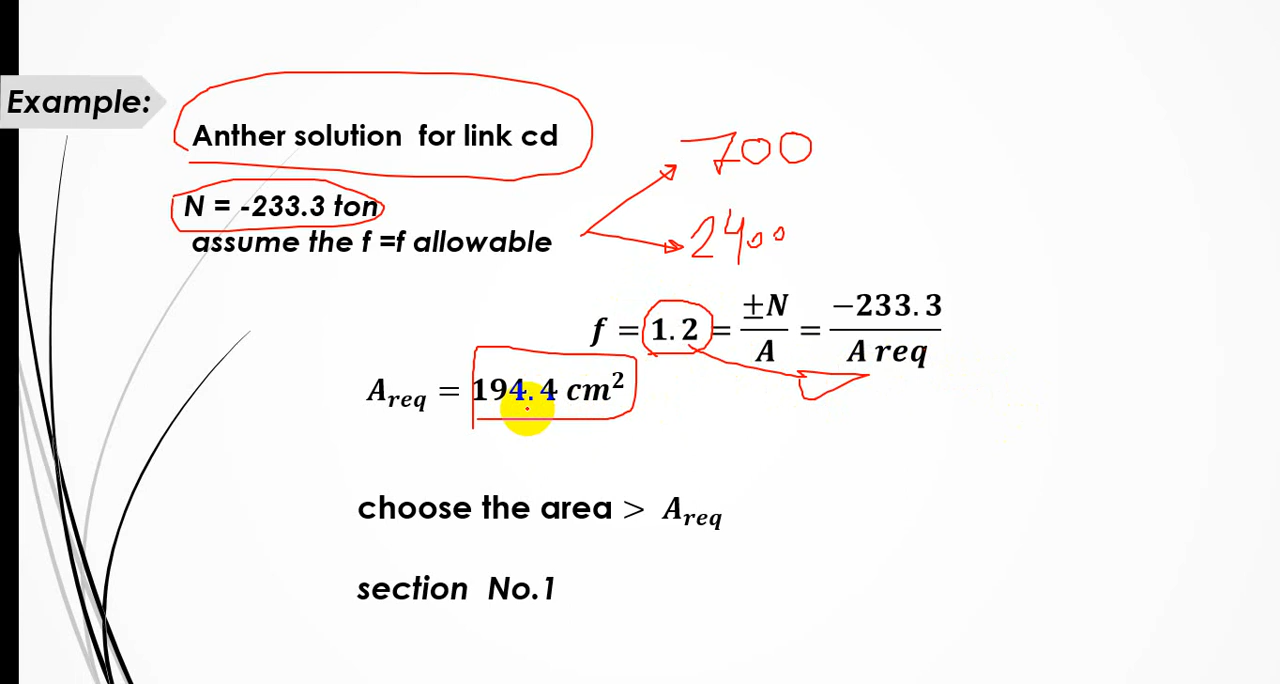 Example:
Anther solution for link cd
700
N = -233.3 ton
assume the f =f allowable
2400
f = 1.2 = ±N/A = −233.3/A req
A_req = 194.4 cm²
choose the area > A_req
section No.1